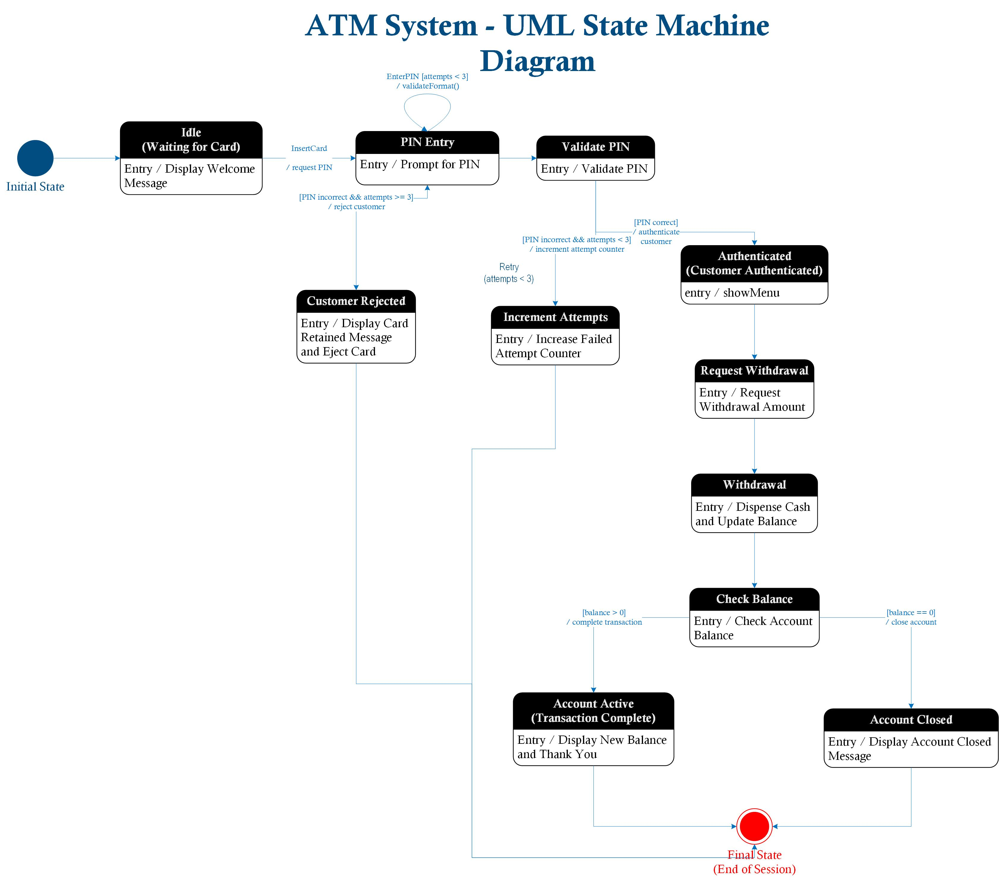 ATM System - UML State Machine
Diagram
EnterPIN [attempts < 3]
/ validateFormat()
Initial State
Idle
(Waiting for Card)
Entry / Display Welcome
Message
InsertCard
/ request PIN
PIN Entry
Entry / Prompt for PIN
Validate PIN
Entry / Validate PIN
[PIN incorrect && attempts >= 3]
/ reject customer
[PIN correct]
/ authenticate
customer
[PIN incorrect && attempts < 3]
/ increment attempt counter
Retry
(attempts < 3)
Authenticated
(Customer Authenticated)
entry / showMenu
Customer Rejected
Entry / Display Card
Retained Message
and Eject Card
Increment Attempts
Entry / Increase Failed
Attempt Counter
Request Withdrawal
Entry / Request
Withdrawal Amount
Withdrawal
Entry / Dispense Cash
and Update Balance
Check Balance
Entry / Check Account
Balance
[balance > 0]
/ complete transaction
[balance == 0]
/ close account
Account Active
(Transaction Complete)
Entry / Display New Balance
and Thank You
Account Closed
Entry / Display Account Closed
Message
Final State
(End of Session)